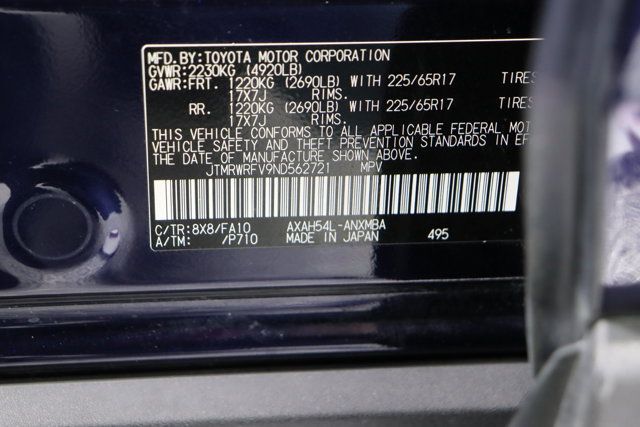 MFD.BY:TOYOTA MOTOR CORPORATION
GVWR:2230KG (4920LB)
GAWR:FRT. 1220KG (2690LB) WITH 225/65R17 TIRES
17X7J RIMS.
RR. 1220KG (2690LB) WITH 225/65R17 TIRES
17X7J RIMS.
THIS VEHICLE CONFORMS TO ALL APPLICABLE FEDERAL MOT
VEHICLE SAFETY AND THEFT PREVENTION STANDARDS IN EF
THE DATE OF MANUFACTURE SHOWN ABOVE.
JTMRWRFV9ND562721 MPV
C/TR:8X8/FA10 AXAH54L-ANXMBA
A/TM: /P710 MADE IN JAPAN 495